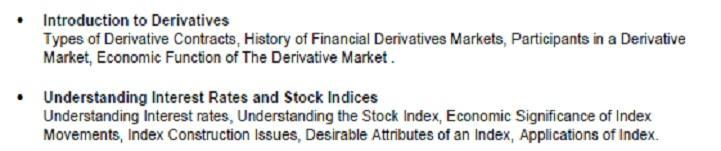 • Introduction to Derivatives
Types of Derivative Contracts, History of Financial Derivatives Markets, Participants in a Derivative
Market, Economic Function of The Derivative Market .
• Understanding Interest Rates and Stock Indices
Understanding Interest rates, Understanding the Stock Index, Economic Significance of Index
Movements, Index Construction Issues, Desirable Attributes of an Index, Applications of Index.